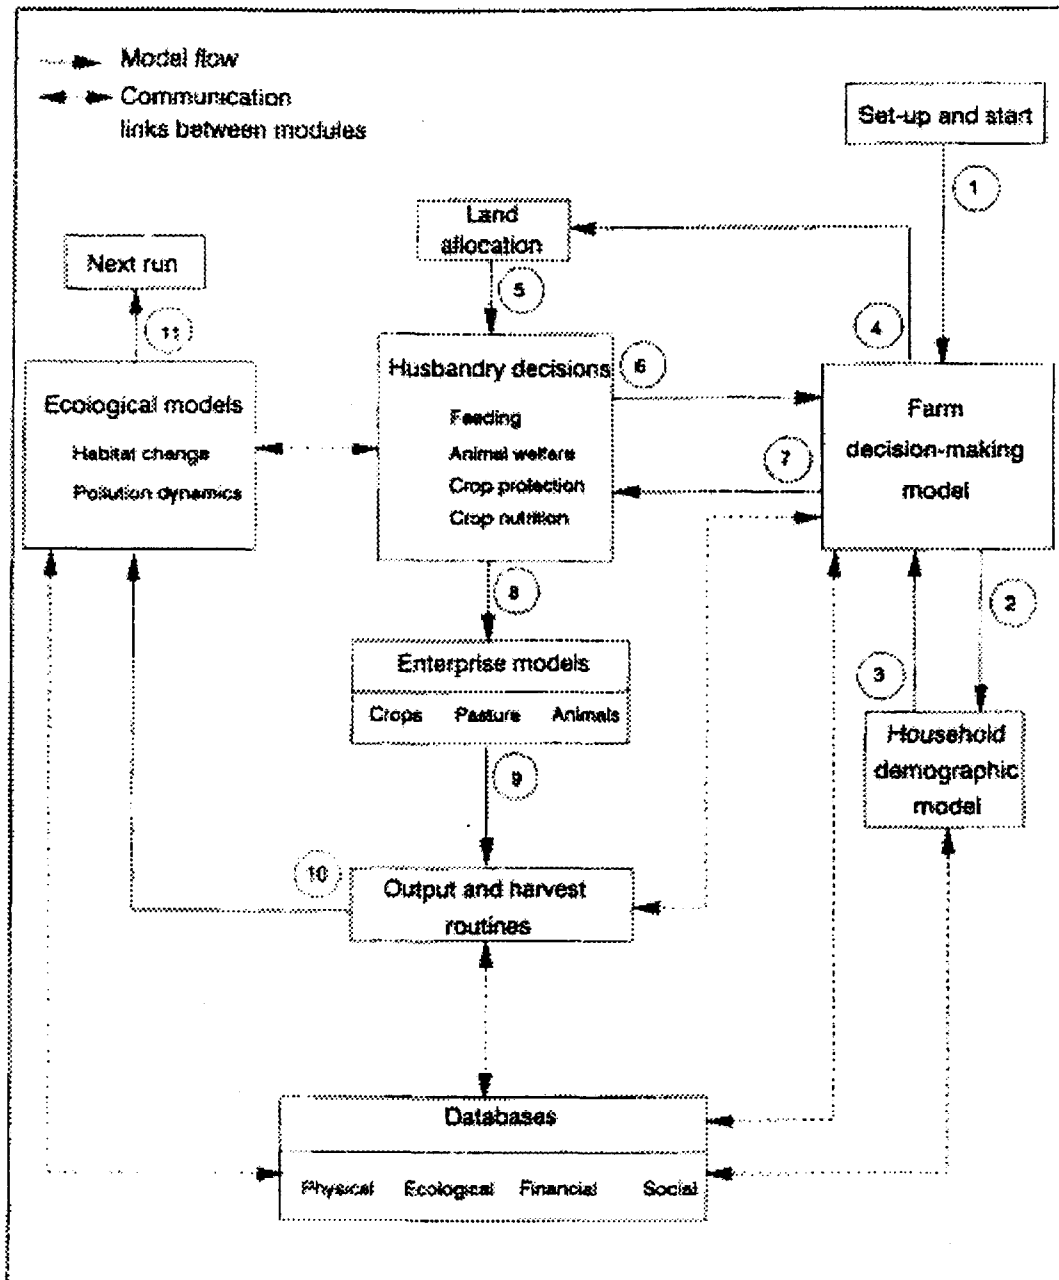 Model flow
Communication
links between modules
Set-up and start
1
Land
allocation
Next run
5
4
11
Husbandry decisions
6
Ecological models
Feeding
Farm
Habitat change
Animal welfare
7
decision-making
Pollution dynamics
Crop protection
model
Crop nutrition
8
2
Enterprise models
3
Crops Pasture Animals
Household
demographic
model
9
10
Output and harvest
routines
Databases
Physical Ecological Financial Social